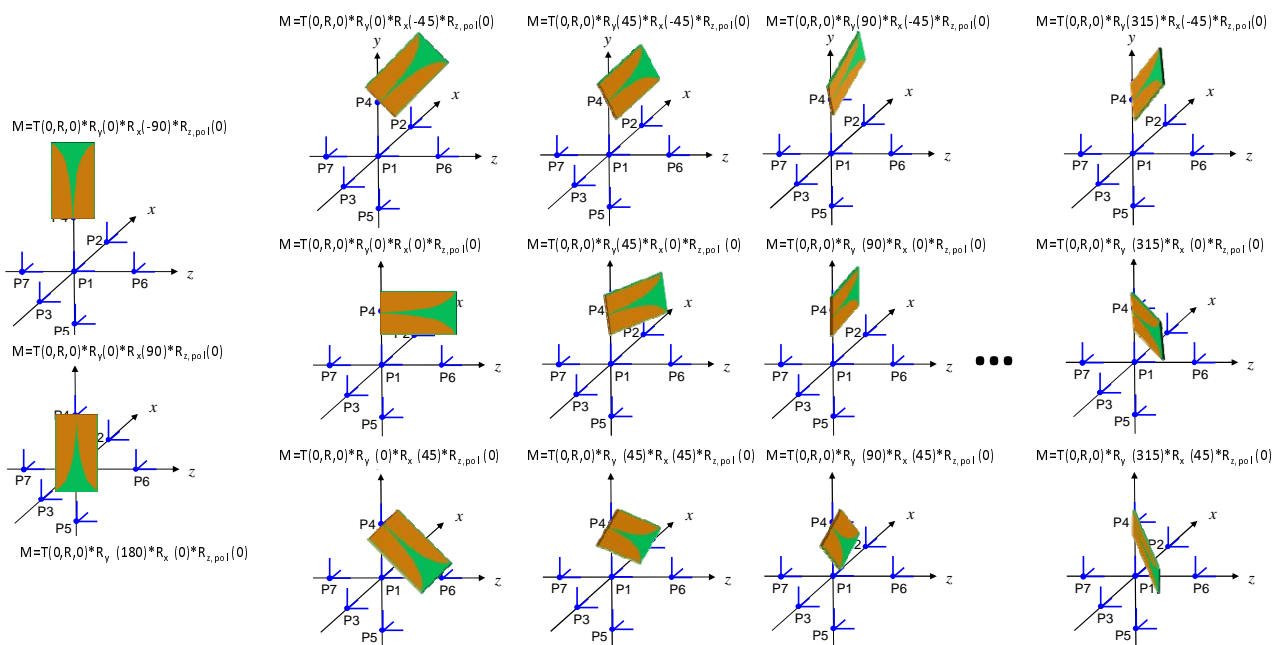 M=T(0,R,0)*Ry(0)*Rx(-45)*Rz,pol(0)
M=T(0,R,0)*Ry(45)*Rx(-45)*Rz,pol(0)
M=T(0,R,0)*Ry(90)*Rx(-45)*Rz,pol(0)
M=T(0,R,0)*Ry(315)*Rx(-45)*Rz,pol(0)
y
y
y
y
x
x
x
x
P4
P4
P4
P4
P2
P2
P2
P2
z
z
z
z
P7
P1
P6
P7
P1
P6
P7
P1
P6
P7
P1
P6
P3
P3
P3
P3
P5
P5
P5
P5
M=T(0,R,0)*Ry(0)*Rx(-90)*Rz,pol(0)
x
P4
P2
z
P7
P1
P6
P3
P5
M=T(0,R,0)*Ry(0)*Rx(0)*Rz,pol(0)
M=T(0,R,0)*Ry(45)*Rx(0)*Rz,pol (0)
M=T(0,R,0)*Ry (90)*Rx (0)*Rz,pol (0)
M=T(0,R,0)*Ry (315)*Rx (0)*Rz,pol (0)
x
x
x
x
P4
P4
P4
P4
P2
P2
P2
P2
z
z
z
z
P7
P1
P6
P7
P1
P6
P7
P1
P6
P7
P1
P6
P3
P3
P3
P3
P5
P5
P5
P5
M=T(0,R,0)*Ry(0)*Rx(90)*Rz,pol(0)
x
P4
2
z
P7
P6
P3
P5
M=T(0,R,0)*Ry (180)*Rx (0)*Rz,pol (0)
M=T(0,R,0)*Ry (0)*Rx (45)*Rz,pol (0)
M=T(0,R,0)*Ry (45)*Rx (45)*Rz,pol (0)
M=T(0,R,0)*Ry (90)*Rx (45)*Rz,pol (0)
M=T(0,R,0)*Ry (315)*Rx (45)*Rz,pol (0)
x
x
x
x
P4
P4
P4
P4
2
P2
z
z
z
z
P7
P1
P6
P7
P1
P6
P7
P1
P6
P7
P1
P6
P3
P3
P3
P3
P5
P5
P5
P5